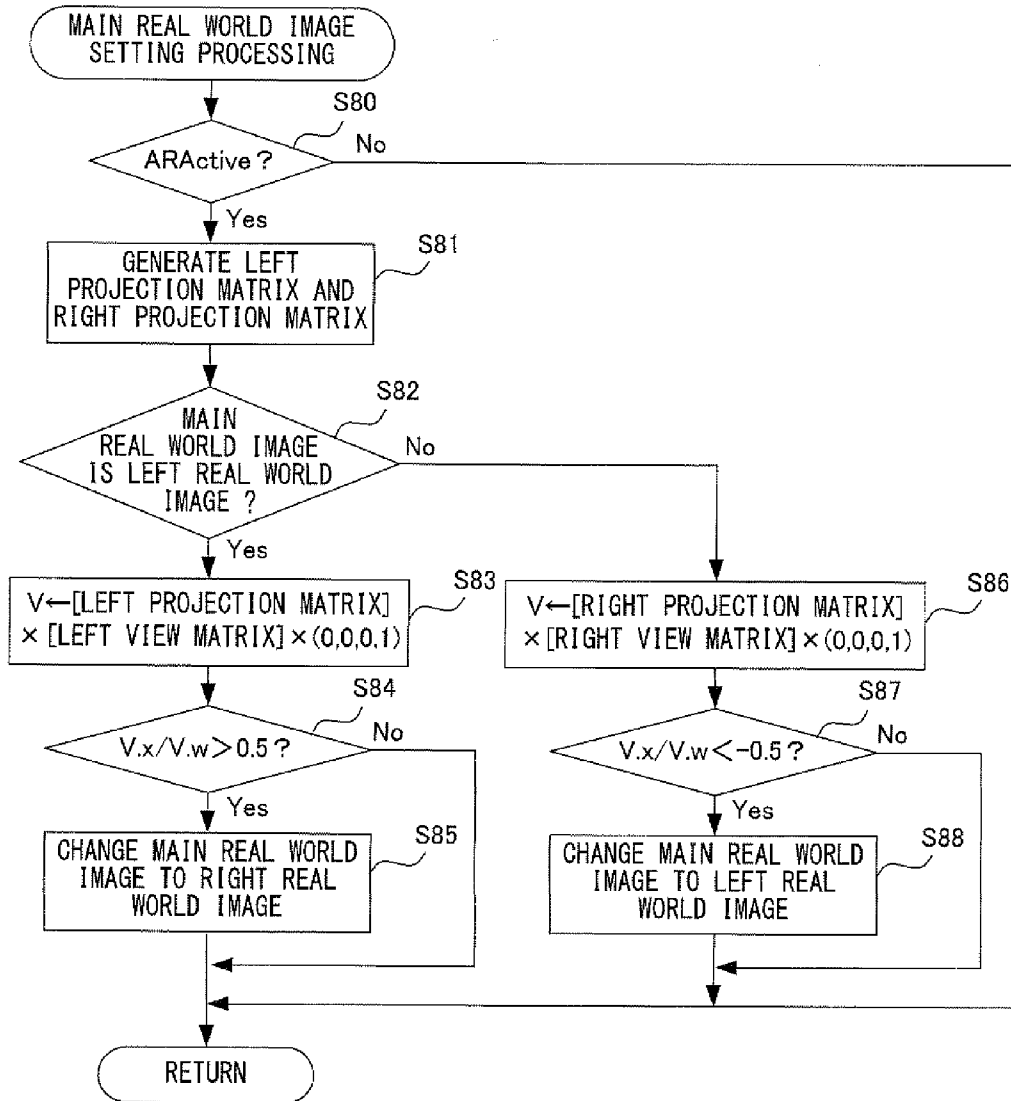 MAIN REAL WORLD IMAGE
SETTING PROCESSING
S80
ARActive?
No
Yes
S81
GENERATE LEFT
PROJECTION MATRIX AND
RIGHT PROJECTION MATRIX
S82
MAIN
REAL WORLD IMAGE
IS LEFT REAL WORLD
IMAGE ?
No
Yes
S83
V←[LEFT PROJECTION MATRIX]
×[LEFT VIEW MATRIX]×(0,0,0,1)
S84
V.x/V.w>0.5?
No
Yes
S85
CHANGE MAIN REAL WORLD
IMAGE TO RIGHT REAL
WORLD IMAGE
S86
V←[RIGHT PROJECTION MATRIX]
×[RIGHT VIEW MATRIX]×(0,0,0,1)
S87
V.x/V.w<-0.5?
No
Yes
S88
CHANGE MAIN REAL WORLD
IMAGE TO LEFT REAL
WORLD IMAGE
RETURN